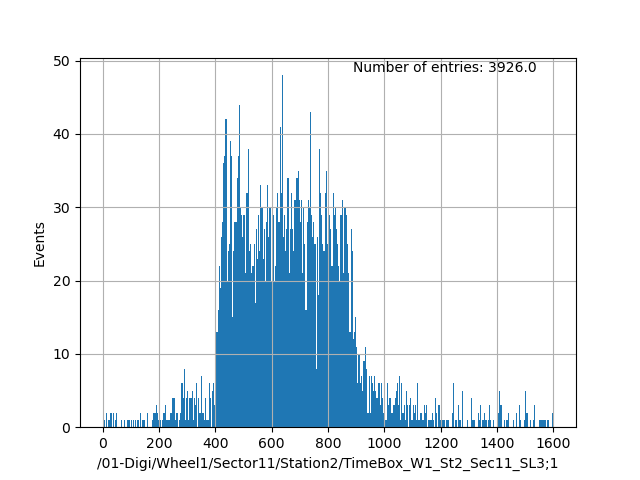 Number of entries: 3926.0
50
40
30
20
10
0
Events
0 200 400 600 800 1000 1200 1400 1600
/01-Digi/Wheel1/Sector11/Station2/TimeBox_W1_St2_Sec11_SL3;1